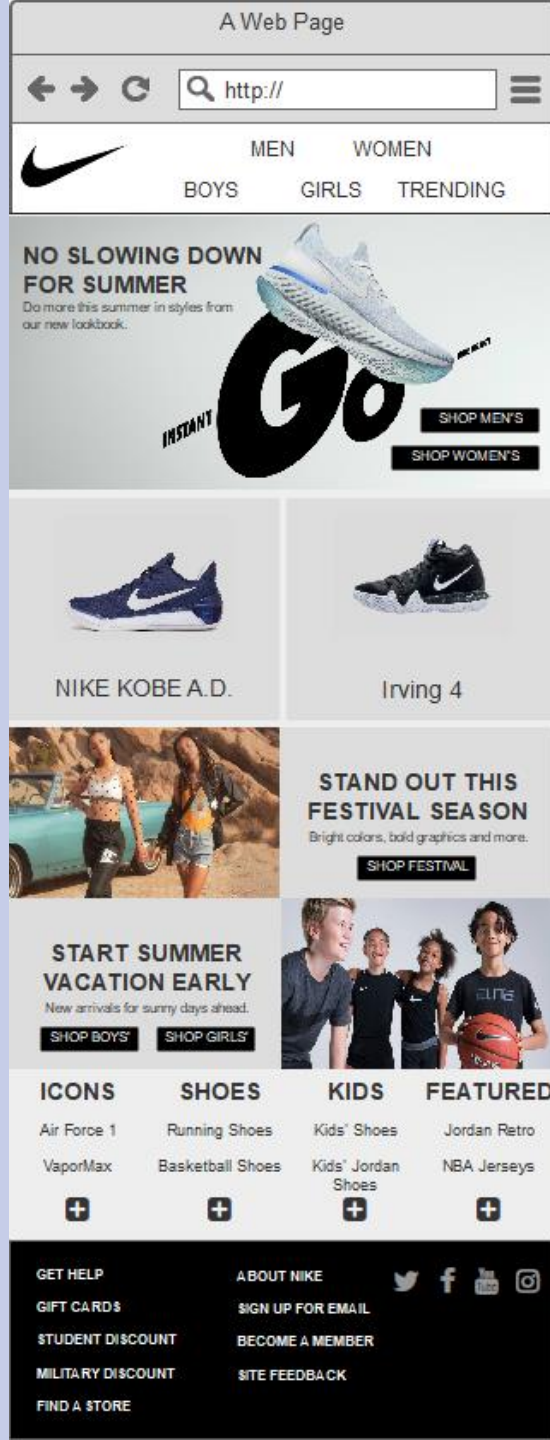 A Web Page
http://
MEN WOMEN
BOYS GIRLS TRENDING
NO SLOWING DOWN
FOR SUMMER
Do more this summer in styles from
our new lookbook.
INSTANT Go
SHOP MEN'S
SHOP WOMEN'S
NIKE KOBE A.D.
Irving 4
STAND OUT THIS
FESTIVAL SEASON
Bright colors, bold graphics and more.
SHOP FESTIVAL
START SUMMER
VACATION EARLY
New arrivals for sunny days ahead.
SHOP BOYS' SHOP GIRLS'
ELITE
ICONS SHOES KIDS FEATURED
Air Force 1 Running Shoes Kids' Shoes Jordan Retro
VaporMax Basketball Shoes Kids' Jordan NBA Jerseys
Shoes
GET HELP ABOUT NIKE
You
Tube
GIFT CARDS SIGN UP FOR EMAIL
STUDENT DISCOUNT BECOME A MEMBER
MILITARY DISCOUNT SITE FEEDBACK
FIND A STORE